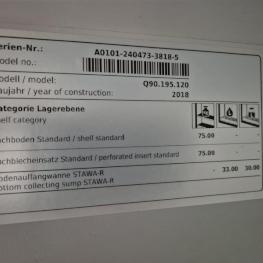 erien-Nr.:
odel no.: A0101-240473-3818-5
odell / model: Q90.195.120
aujahr / year of construction: 2018
ategorie Lagerebene
elf category
chboden Standard / shelf standard 75.00 - -
chblecheinsatz Standard / perforated insert standard 75.00 - -
odenauffangwanne STAWA-R - 33.00 30.00
ottom collecting sump STAWA-R